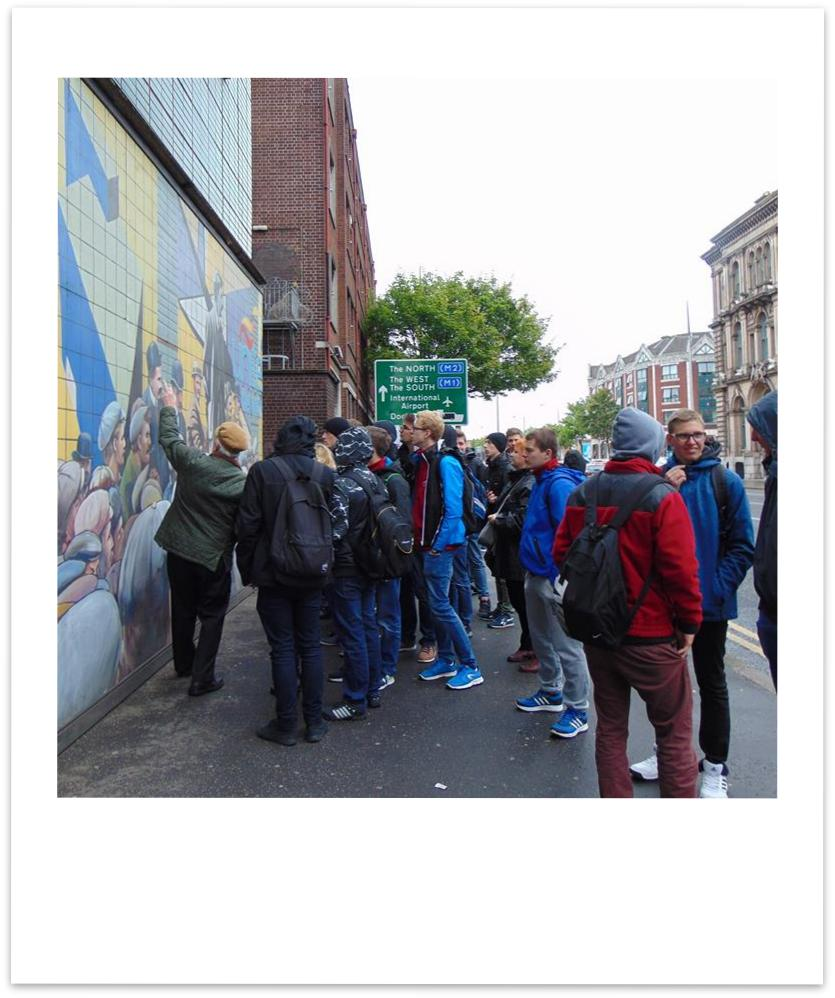 The NORTH (M2)
The WEST (M1)
The SOUTH
International
Airport